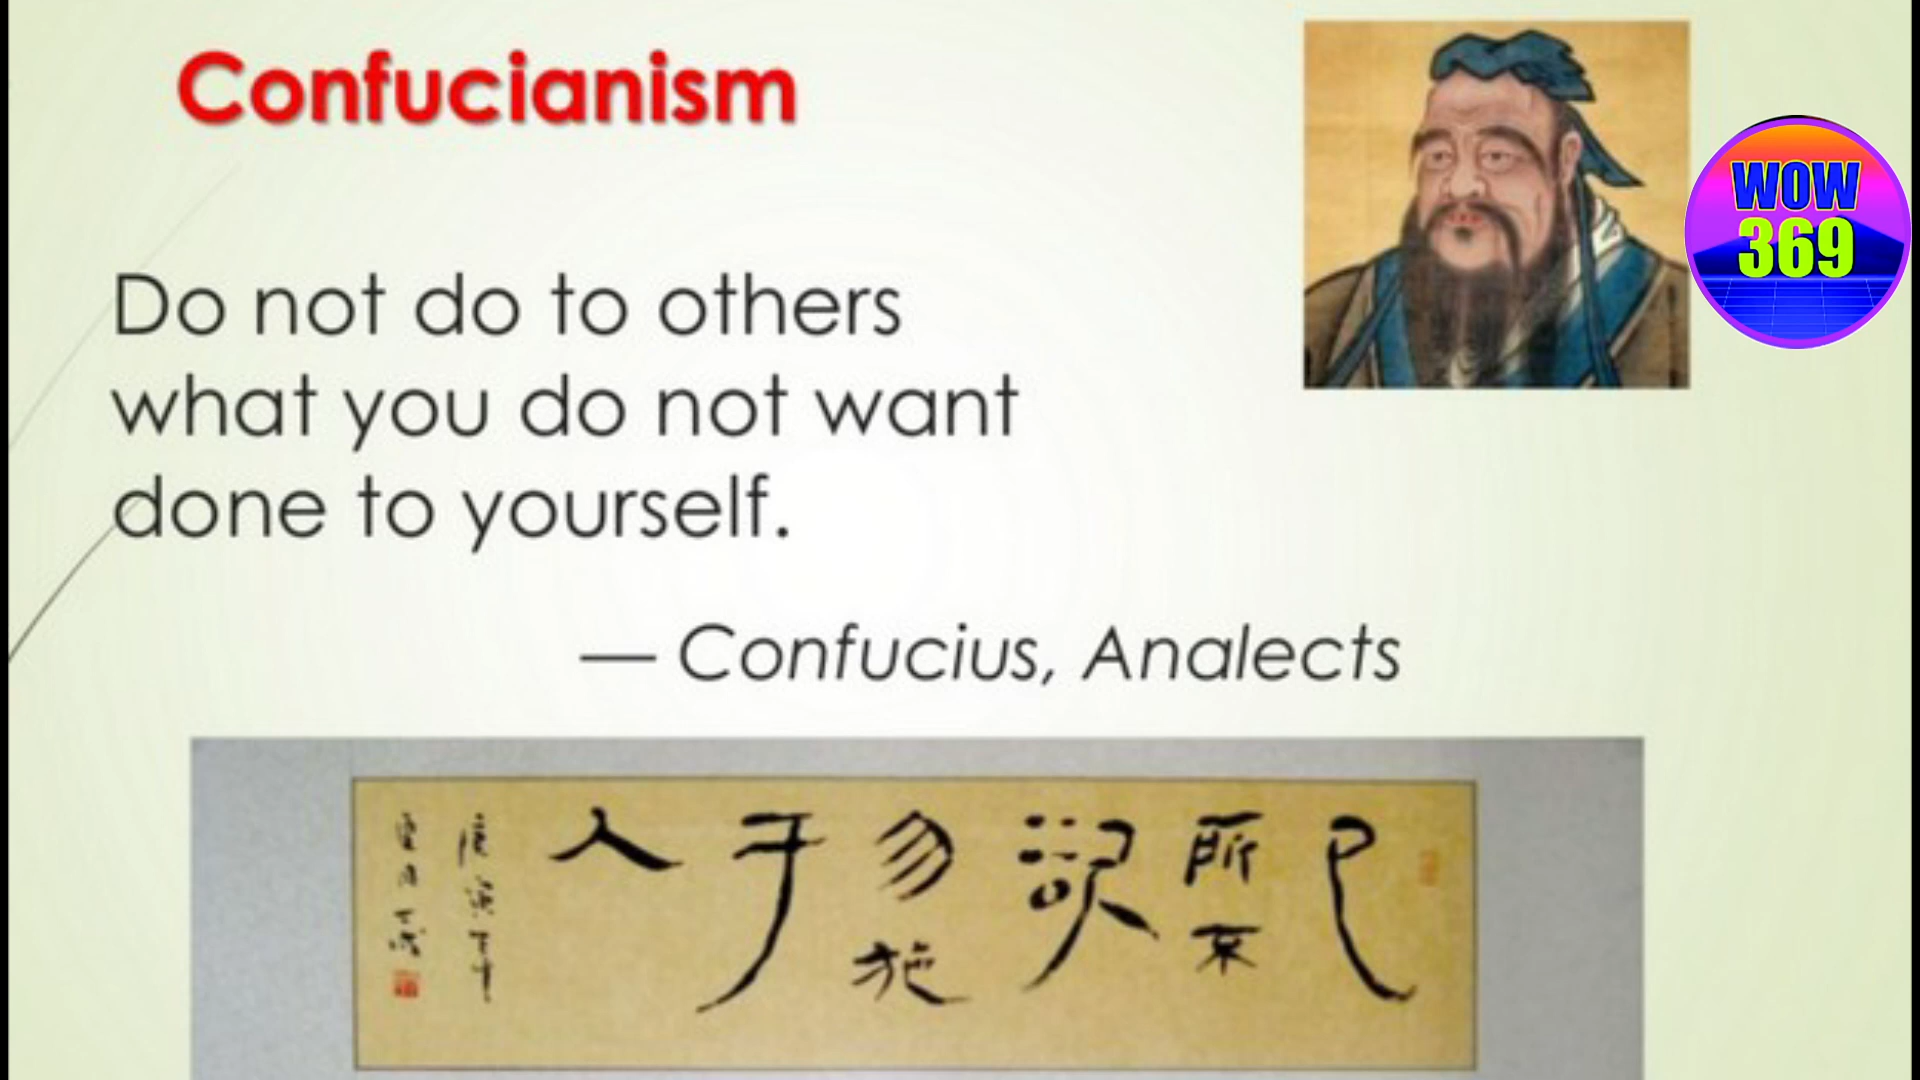 Confucianism
WOW
369
Do not do to others
what you do not want
done to yourself.
— Confucius, Analects
己所不欲勿施于人